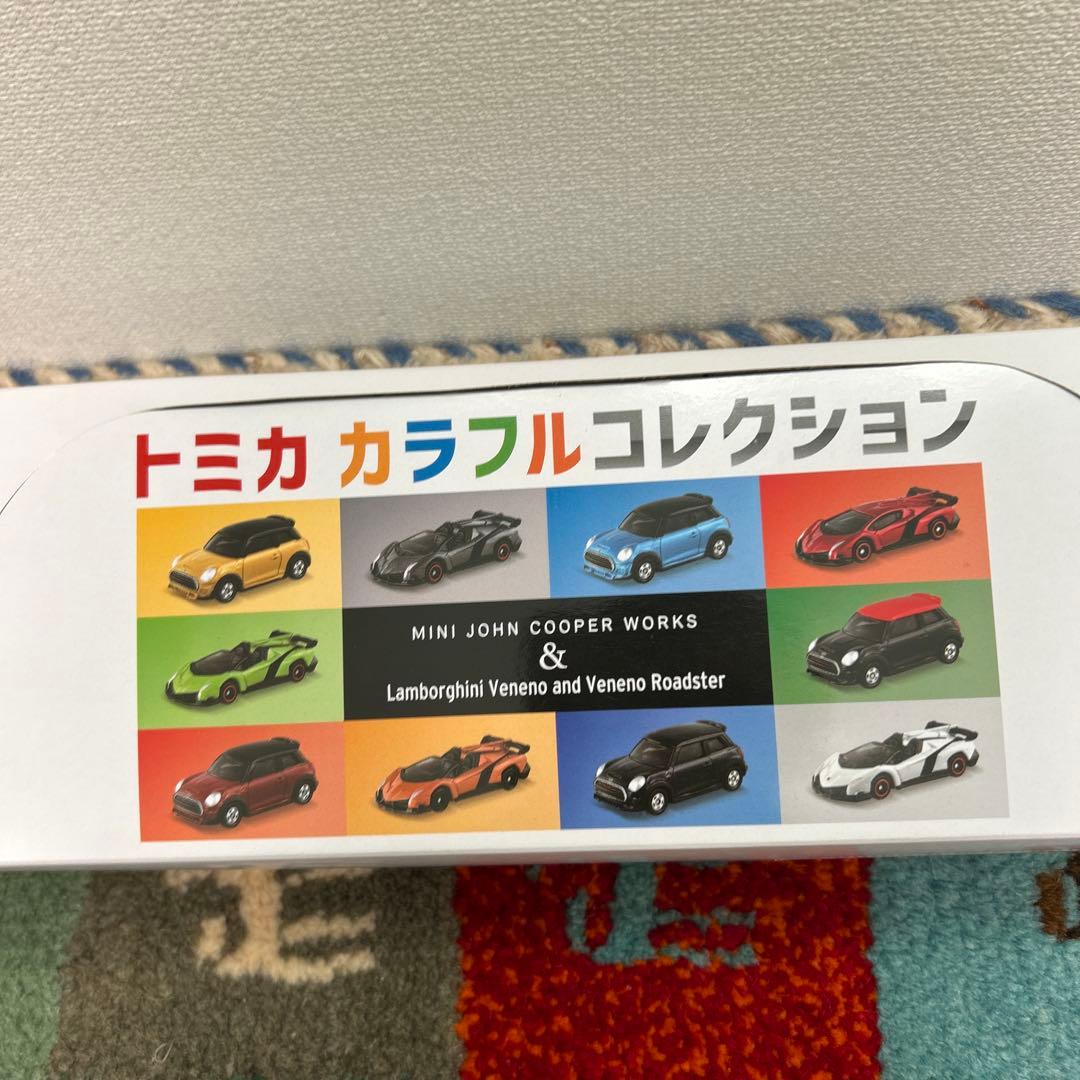 トミカ カラフルコレクション
MINI JOHN COOPER WORKS
&
Lamborghini Veneno and Veneno Roadster